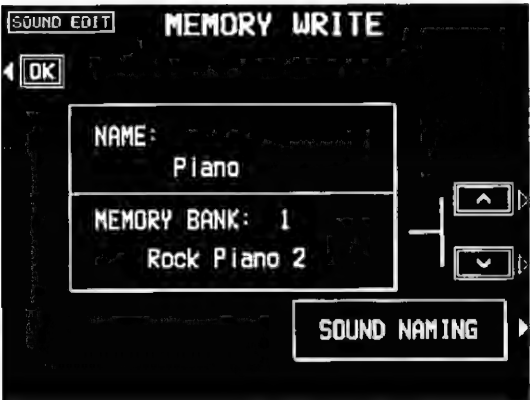 SOUND EDIT
MEMORY WRITE
OK
NAME:
Piano
MEMORY BANK: 1
Rock Piano 2
SOUND NAMING